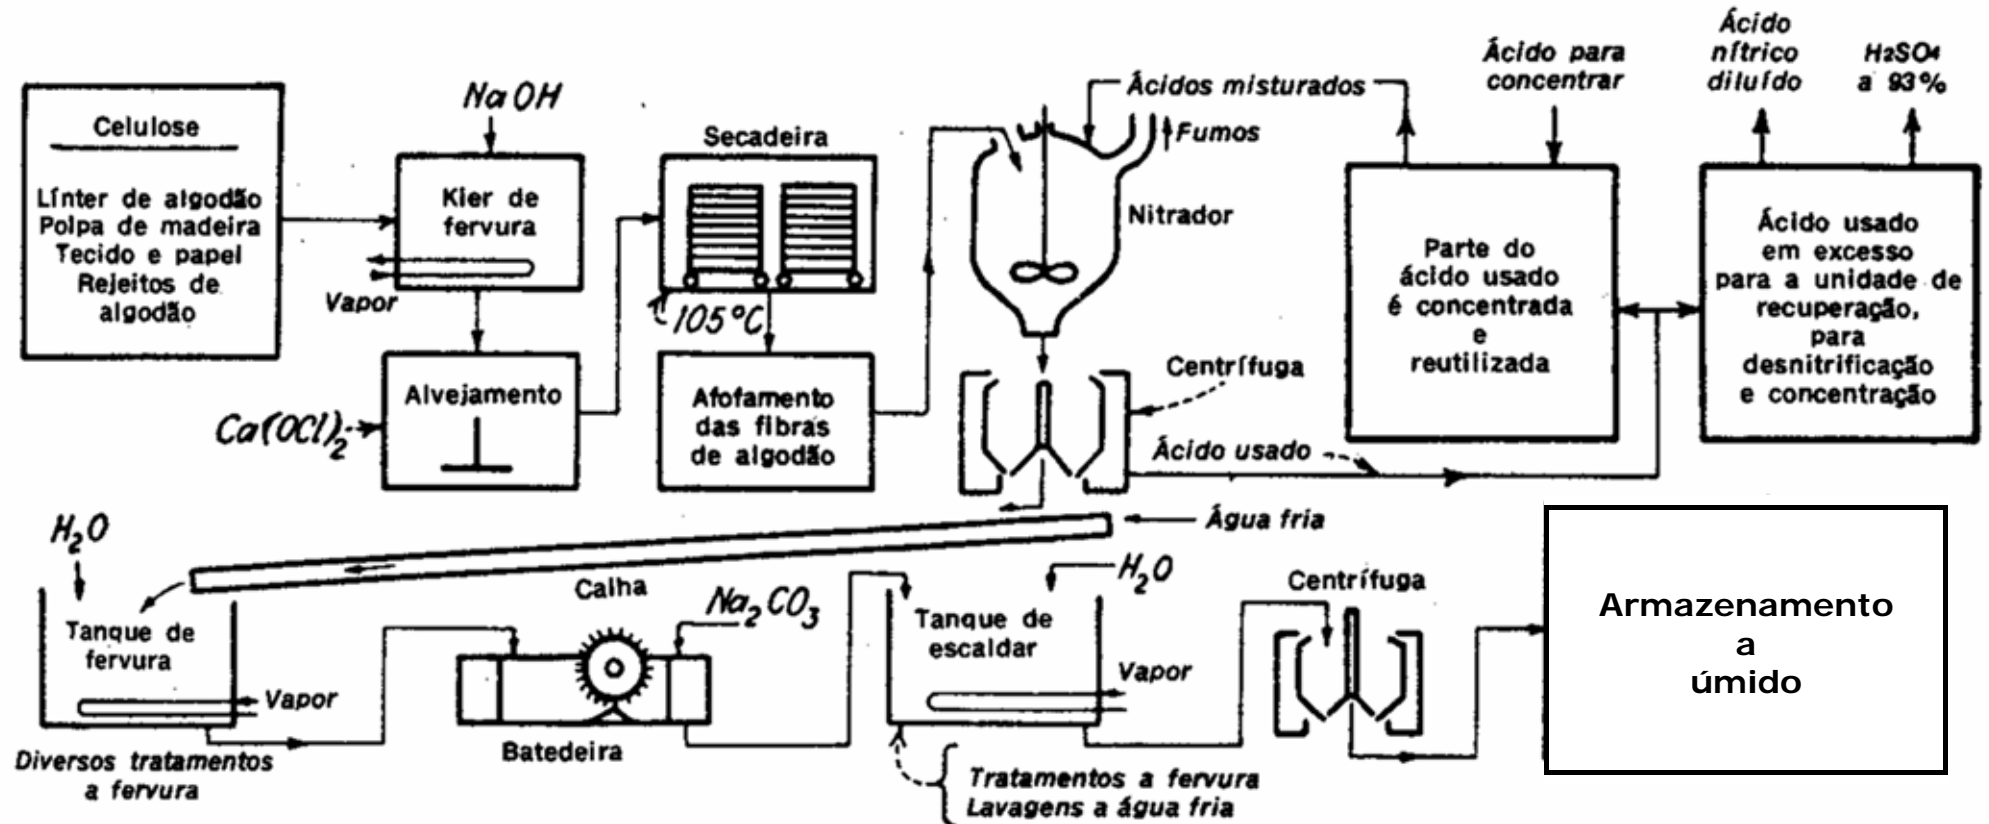 Celulose
Línter de algodão
Polpa de madeira
Tecido e papel
Rejeitos de
algodão
NaOH
Kier de
fervura
Vapor
Alvejamento
Ca(OCl)₂
Secadeira
105°C
Afofamento
das fibras
de algodão
Ácidos misturados
Fumos
Nitrador
Centrífuga
Ácido usado
Ácido para
concentrar
Parte do
ácido usado
é concentrada
e
reutilizada
Ácido
nítrico
diluído
H₂SO₄
a 93%
Ácido usado
em excesso
para a unidade de
recuperação,
para
desnitrificação
e concentração
Água fria
Calha
H₂O
Tanque de
fervura
Vapor
Diversos tratamentos
a fervura
Batedeira
Na₂CO₃
H₂O
Tanque de
escaldar
Vapor
Tratamentos a fervura
Lavagens a água fria
Centrífuga
Armazenamento
a
úmido